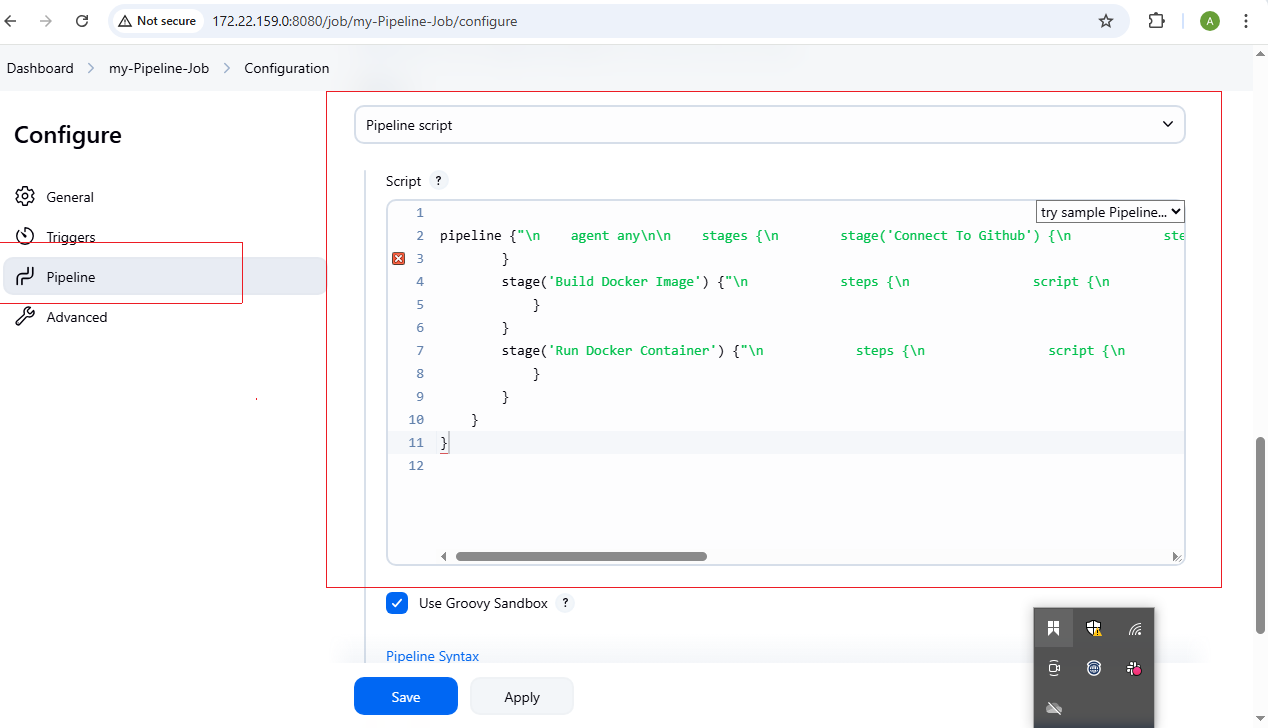 Not secure 172.22.159.0:8080/job/my-Pipeline-Job/configure A
Dashboard > my-Pipeline-Job > Configuration
Configure
General
Triggers
Pipeline
Advanced
Pipeline script
Script ?
try sample Pipeline...
1
2 pipeline {"\n    agent any\n\n    stages {\n        stage('Connect To Github') {\n            ste
3         }
4         stage('Build Docker Image') {"\n            steps {\n                script {\n
5             }
6         }
7         stage('Run Docker Container') {"\n            steps {\n                script {\n
8             }
9         }
10     }
11 }
12
Use Groovy Sandbox ?
Pipeline Syntax
Save
Apply